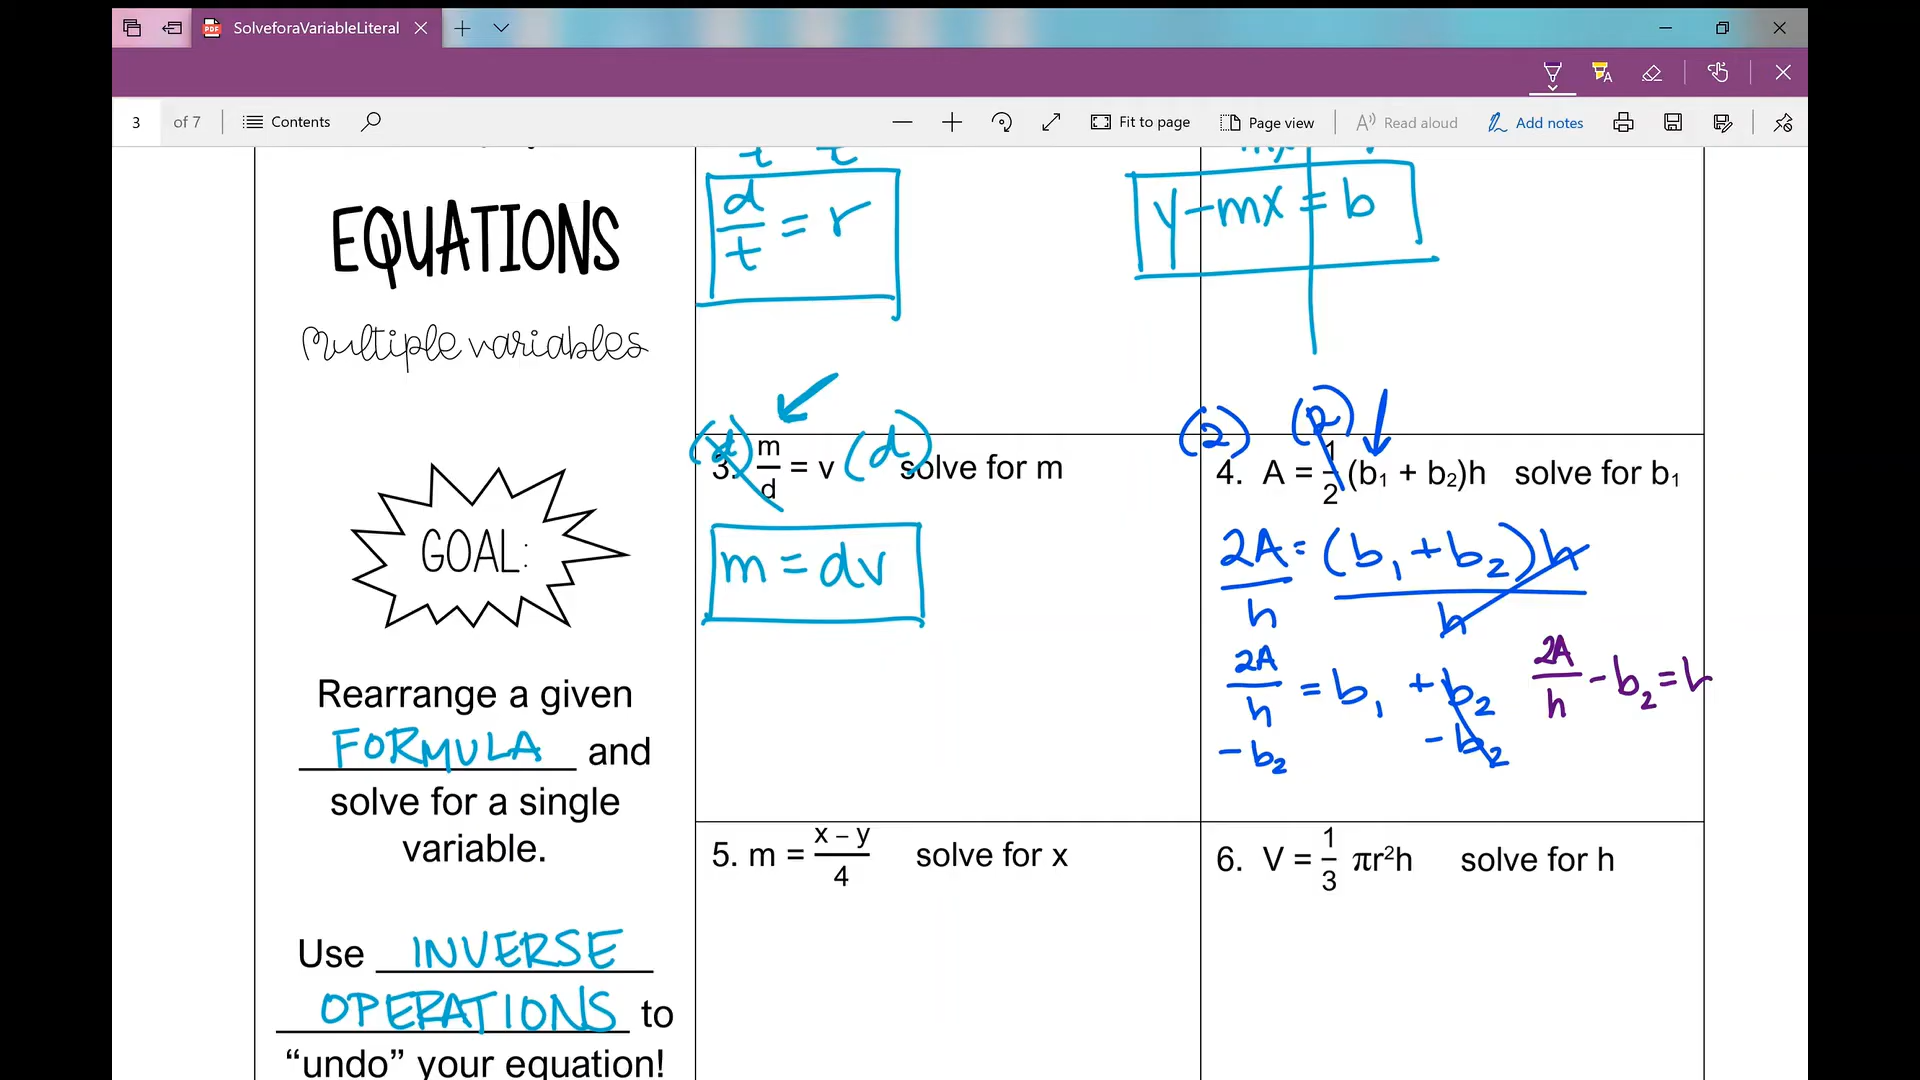 SolveforaVariableLiteral
3 of 7 Contents Fit to page Page view Read aloud Add notes
EQUATIONS
Multiple variables
GOAL:
Rearrange a given
FORMULA and
solve for a single
variable.
Use INVERSE
OPERATIONS to
“undo” your equation!
t t
d/t = r
y - mx = b
(d) (d)
3. m/d = v solve for m
m = dv
(2) (2)
4. A = 1/2 (b₁ + b₂)h solve for b₁
2A = (b₁ + b₂)h
h h
2A/h = b₁ + b₂
- b₂ - b₂
2A/h - b₂ =
5. m = x – y/4 solve for x
6. V = 1/3 πr²h solve for h